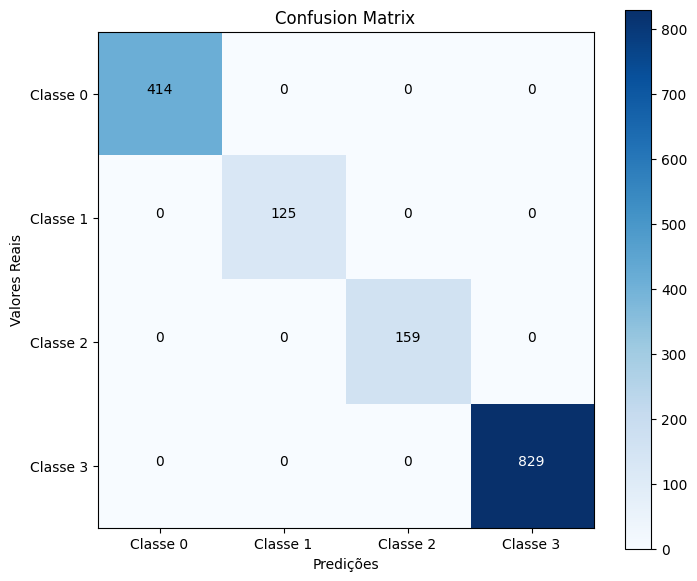 Confusion Matrix
Valores Reais
Classe 0 414 0 0 0
Classe 1 0 125 0 0
Classe 2 0 0 159 0
Classe 3 0 0 0 829
Classe 0 Classe 1 Classe 2 Classe 3
Predições
800
700
600
500
400
300
200
100
0